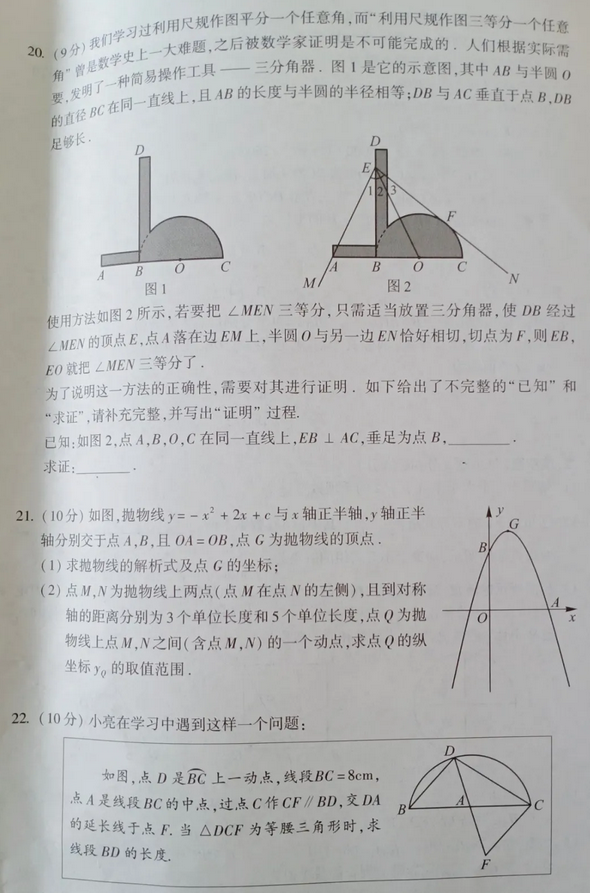 20. (9分)我们学习过利用尺规作图平分一个任意角,而“利用尺规作图三等分一个任意
角”曾是数学史上一大难题,之后被数学家证明是不可能完成的.人们根据实际需
要,发明了一种简易操作工具——三分角器.图1是它的示意图,其中AB与半圆O
的直径BC在同一直线上,且AB的长度与半圆的半径相等;DB与AC垂直于点B,DB
足够长.
D
A B O C
图1
D
E
1 2 3
F
M A B O C N
图2
使用方法如图2所示,若要把∠MEN三等分,只需适当放置三分角器,使DB经过
∠MEN的顶点E,点A落在边EM上,半圆O与另一边EN恰好相切,切点为F,则EB,
EO就把∠MEN三等分了.
为了说明这一方法的正确性,需要对其进行证明.如下给出了不完整的“已知”和
“求证”,请补充完整,并写出“证明”过程.
已知:如图2,点A,B,O,C在同一直线上,EB⊥AC,垂足为点B,______.
求证:______.
21. (10分)如图,抛物线y=-x²+2x+c与x轴正半轴,y轴正半
轴分别交于点A,B,且OA=OB,点G为抛物线的顶点.
(1)求抛物线的解析式及点G的坐标;
(2)点M,N为抛物线上两点(点M在点N的左侧),且到对称
轴的距离分别为3个单位长度和5个单位长度,点Q为抛
物线上点M,N之间(含点M,N)的一个动点,求点Q的纵
坐标y_Q的取值范围.
y
G
B
O A x
22. (10分)小亮在学习中遇到这样一个问题:
如图,点D是BC上一动点,线段BC=8cm,
点A是线段BC的中点,过点C作CF∥BD,交DA
的延长线于点F.当△DCF为等腰三角形时,求
线段BD的长度.
D
B A C
F